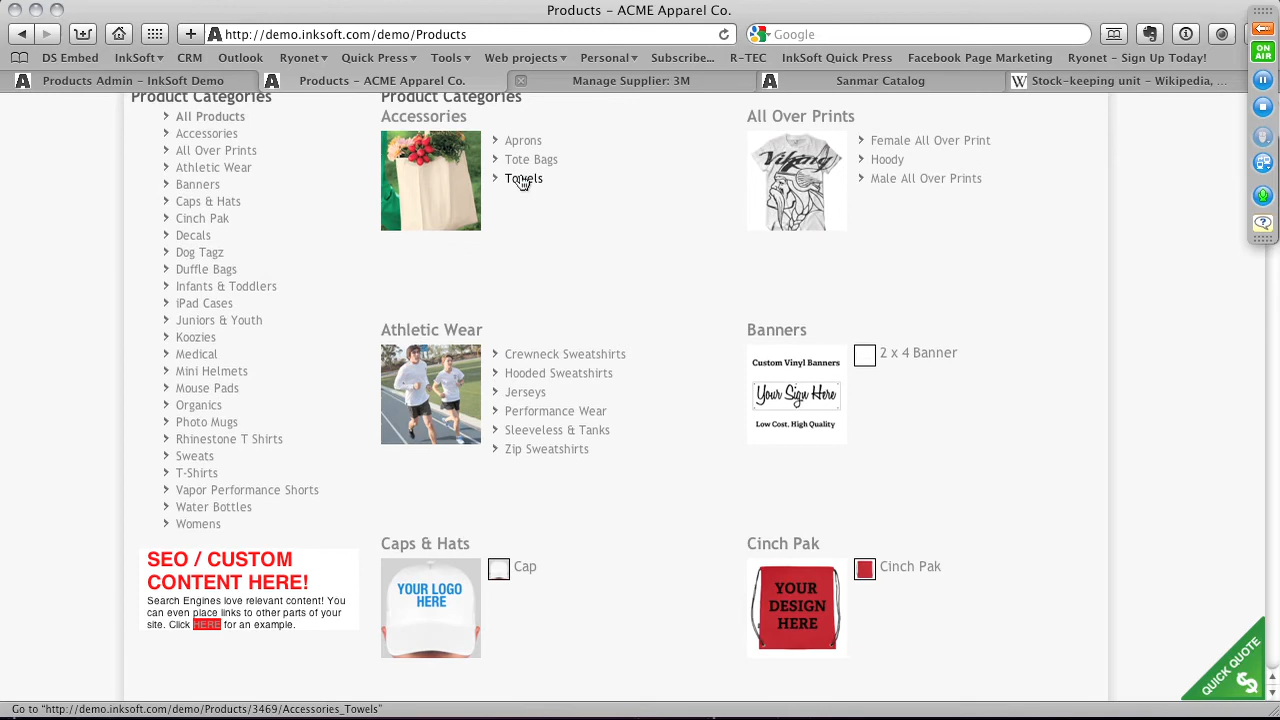 Products – ACME Apparel Co.
http://demo.inksoft.com/demo/Products
Google
DS Embed InkSoft CRM Outlook Ryonet Quick Press Web projects Personal Tools Subscribe... R-TEC InkSoft Quick Press Facebook Page Marketing Ryonet – Sign Up Today!
Products Admin – InkSoft Demo
Products – ACME Apparel Co.
Manage Supplier: 3M
Sanmar Catalog
W Stock-keeping unit – Wikipedia, ...
ON AIR
Product Categories
All Products
Accessories
All Over Prints
Athletic Wear
Banners
Caps & Hats
Cinch Pak
Decals
Dog Tagz
Duffle Bags
Infants & Toddlers
iPad Cases
Juniors & Youth
Koozies
Medical
Mini Helmets
Mouse Pads
Organics
Photo Mugs
Rhinestone T Shirts
Sweats
T-Shirts
Vapor Performance Shorts
Water Bottles
Womens
SEO / CUSTOM
CONTENT HERE!
Search Engines love relevant content! You
can even place links to other parts of your
site. Click HERE for an example.
Product Categories
Accessories
Aprons
Tote Bags
Towels
All Over Prints
Viking
Female All Over Print
Hoody
Male All Over Prints
Athletic Wear
Crewneck Sweatshirts
Hooded Sweatshirts
Jerseys
Performance Wear
Sleeveless & Tanks
Zip Sweatshirts
Banners
Custom Vinyl Banners
Your Sign Here
Low Cost. High Quality
2 x 4 Banner
Caps & Hats
YOUR LOGO
HERE
Cap
Cinch Pak
YOUR
DESIGN
HERE
Cinch Pak
QUICK QUOTE
$
Go to "http://demo.inksoft.com/demo/Products/3469/Accessories_Towels"